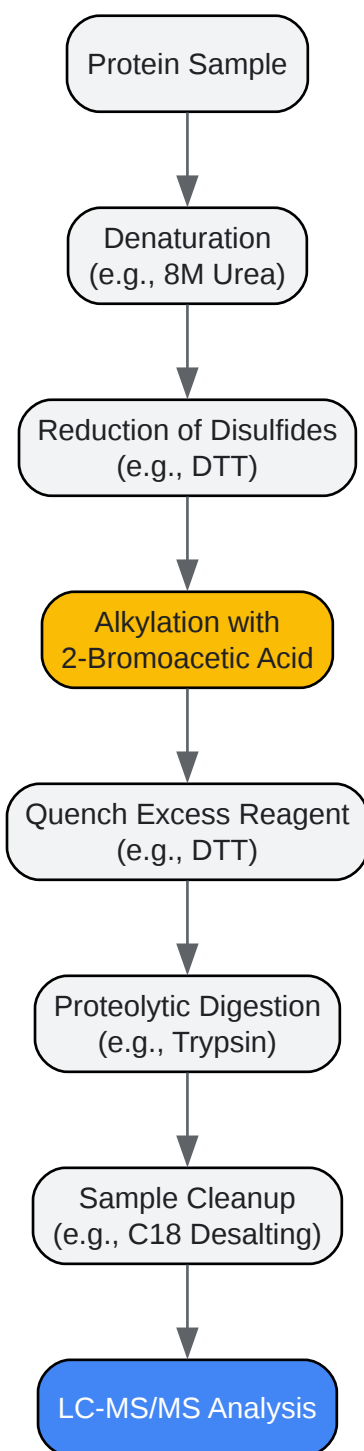 Protein Sample
Denaturation
(e.g., 8M Urea)
Reduction of Disulfides
(e.g., DTT)
Alkylation with
2-Bromoacetic Acid
Quench Excess Reagent
(e.g., DTT)
Proteolytic Digestion
(e.g., Trypsin)
Sample Cleanup
(e.g., C18 Desalting)
LC-MS/MS Analysis